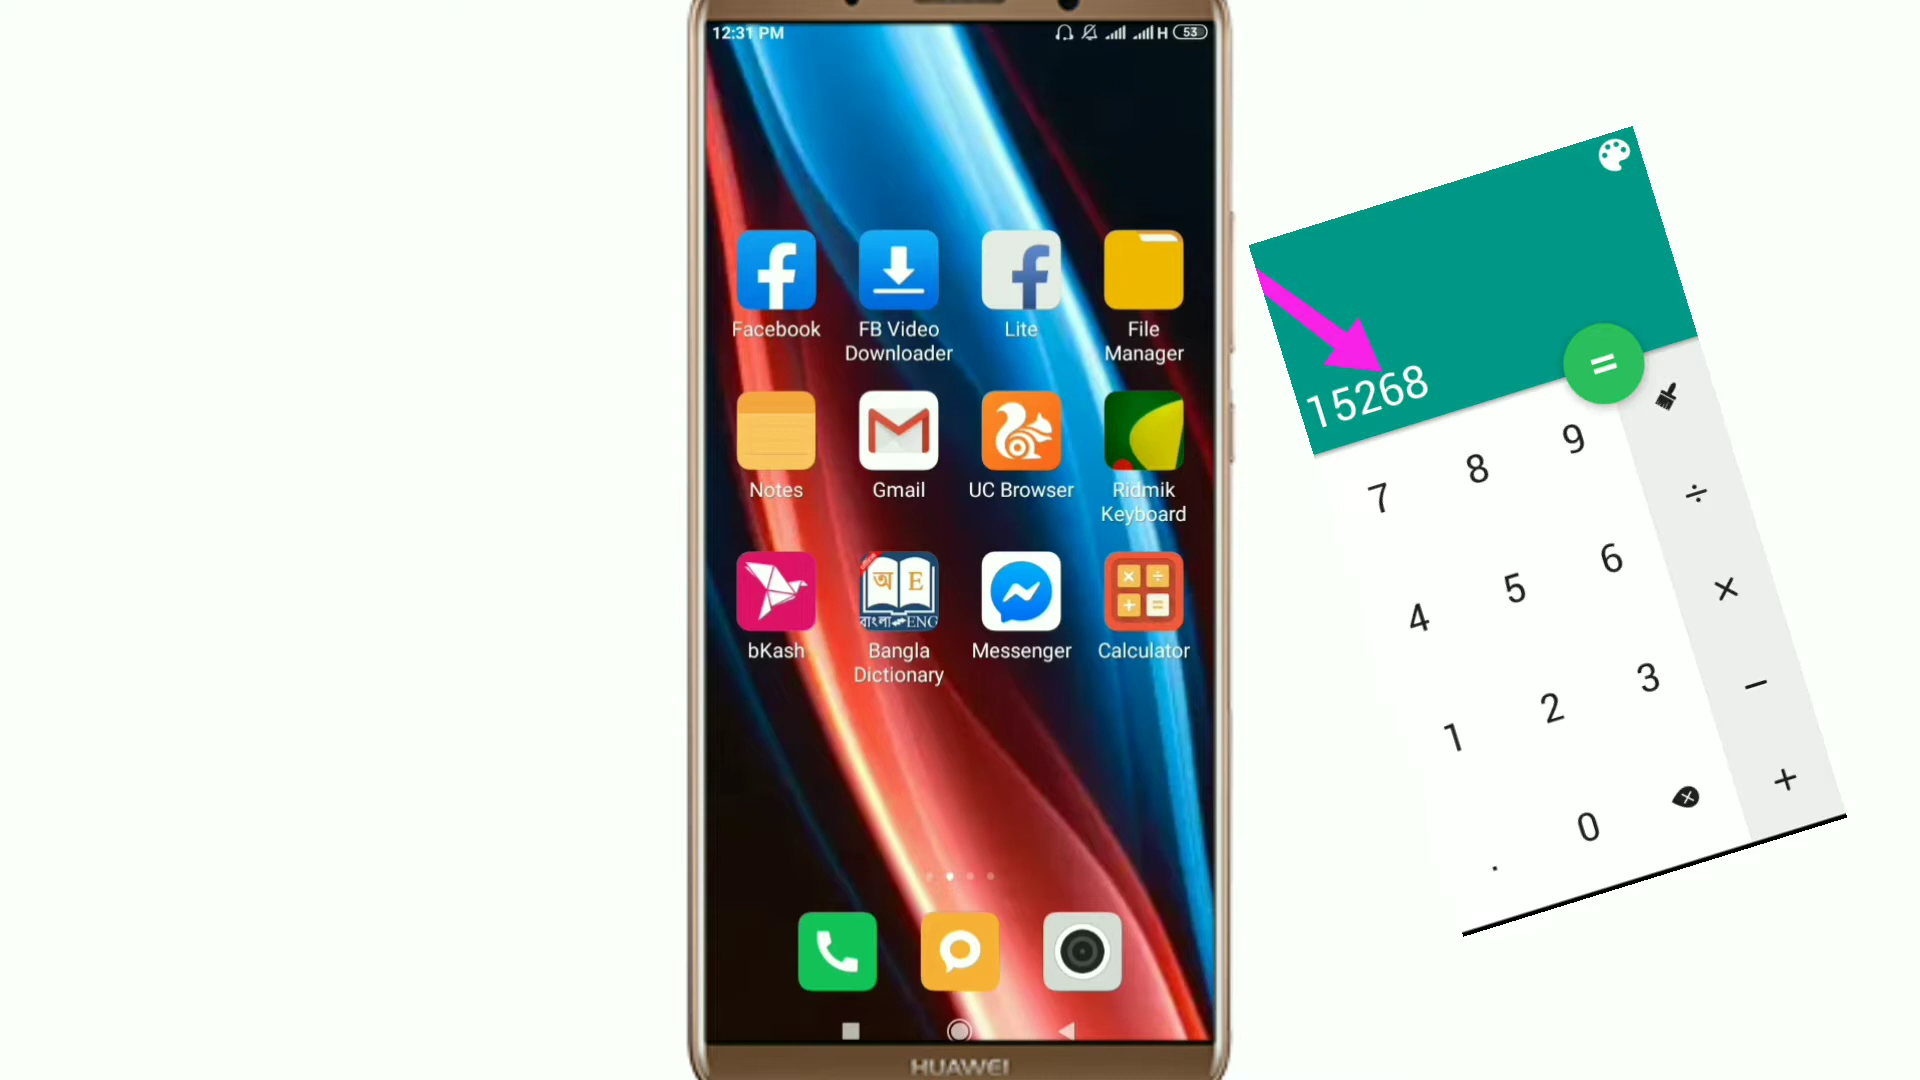 12:31 PM
H 53
Facebook
FB Video
Downloader
Lite
File
Manager
Notes
Gmail
UC Browser
Ridmik
Keyboard
অ E
বাংলা ENG
bKash
Bangla
Dictionary
Messenger
Calculator
HUAWEI
15268
=
7 8 9
÷
4 5 6
×
1 2 3
−
. 0
+